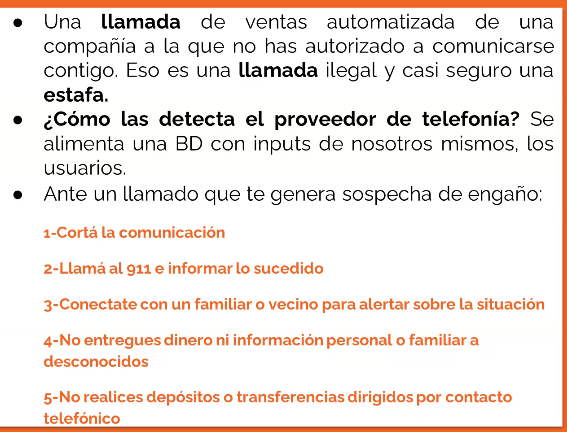 ● Una llamada de ventas automatizada de una
compañía a la que no has autorizado a comunicarse
contigo. Eso es una llamada ilegal y casi seguro una
estafa.
● ¿Cómo las detecta el proveedor de telefonía? Se
alimenta una BD con inputs de nosotros mismos, los
usuarios.
● Ante un llamado que te genera sospecha de engaño:
1-Cortá la comunicación
2-Llamá al 911 e informar lo sucedido
3-Conectate con un familiar o vecino para alertar sobre la situación
4-No entregues dinero ni información personal o familiar a
desconocidos
5-No realices depósitos o transferencias dirigidos por contacto
telefónico